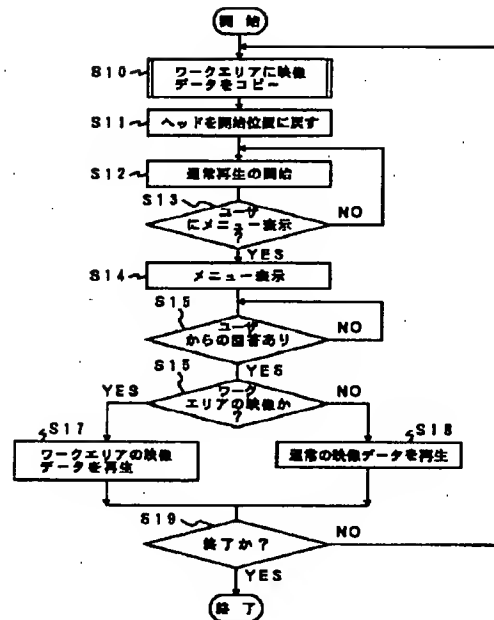 開 始
S10
ワークエリアに映像
データをコピー
S11
ヘッドを開始位置に戻す
S12
通常再生の開始
S13
ユーザ
にメニュー表示
?
NO
YES
S14
メニュー表示
S15
ユーザ
からの回答あり
NO
YES
S15
ワーク
エリアの映像か
?
YES
NO
S17
ワークエリアの映像
データを再生
S18
通常の映像データを再生
S19
終了か?
NO
YES
終 了